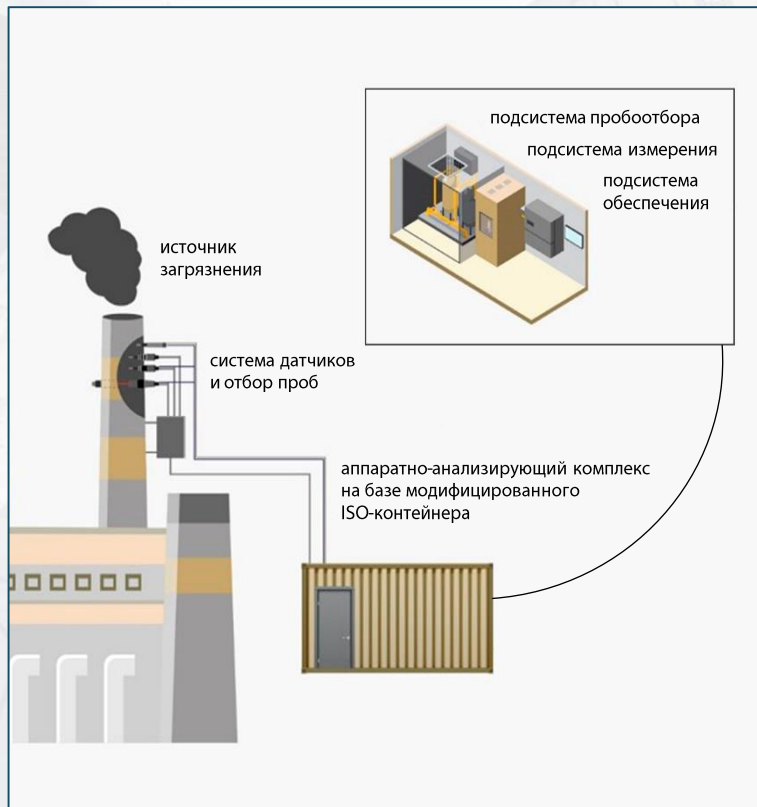 подсистема пробоотбора
подсистема измерения
подсистема
обеспечения
источник
загрязнения
система датчиков
и отбор проб
аппаратно-анализирующий комплекс
на базе модифицированного
ISO-контейнера